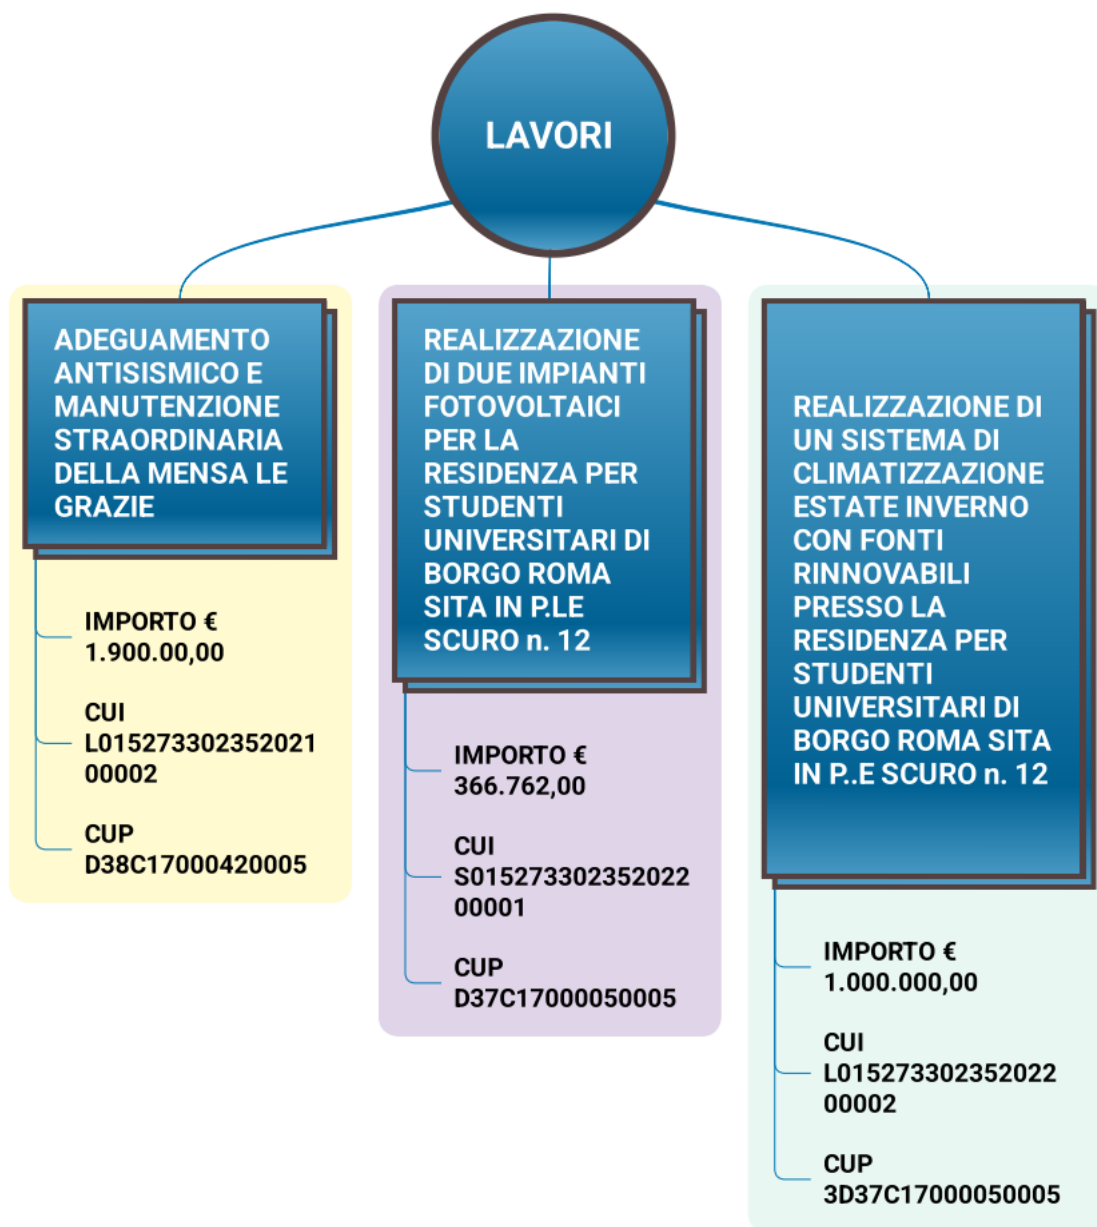 LAVORI
ADEGUAMENTO
ANTISISMICO E
MANUTENZIONE
STRAORDINARIA
DELLA MENSA LE
GRAZIE
IMPORTO €
1.900.00,00
CUI
L015273302352021
00002
CUP
D38C17000420005
REALIZZAZIONE
DI DUE IMPIANTI
FOTOVOLTAICI
PER LA
RESIDENZA PER
STUDENTI
UNIVERSITARI DI
BORGO ROMA
SITA IN P.LE
SCURO n. 12
IMPORTO €
366.762,00
CUI
S015273302352022
00001
CUP
D37C17000050005
REALIZZAZIONE DI
UN SISTEMA DI
CLIMATIZZAZIONE
ESTATE INVERNO
CON FONTI
RINNOVABILI
PRESSO LA
RESIDENZA PER
STUDENTI
UNIVERSITARI DI
BORGO ROMA SITA
IN P..E SCURO n. 12
IMPORTO €
1.000.000,00
CUI
L015273302352022
00002
CUP
3D37C17000050005